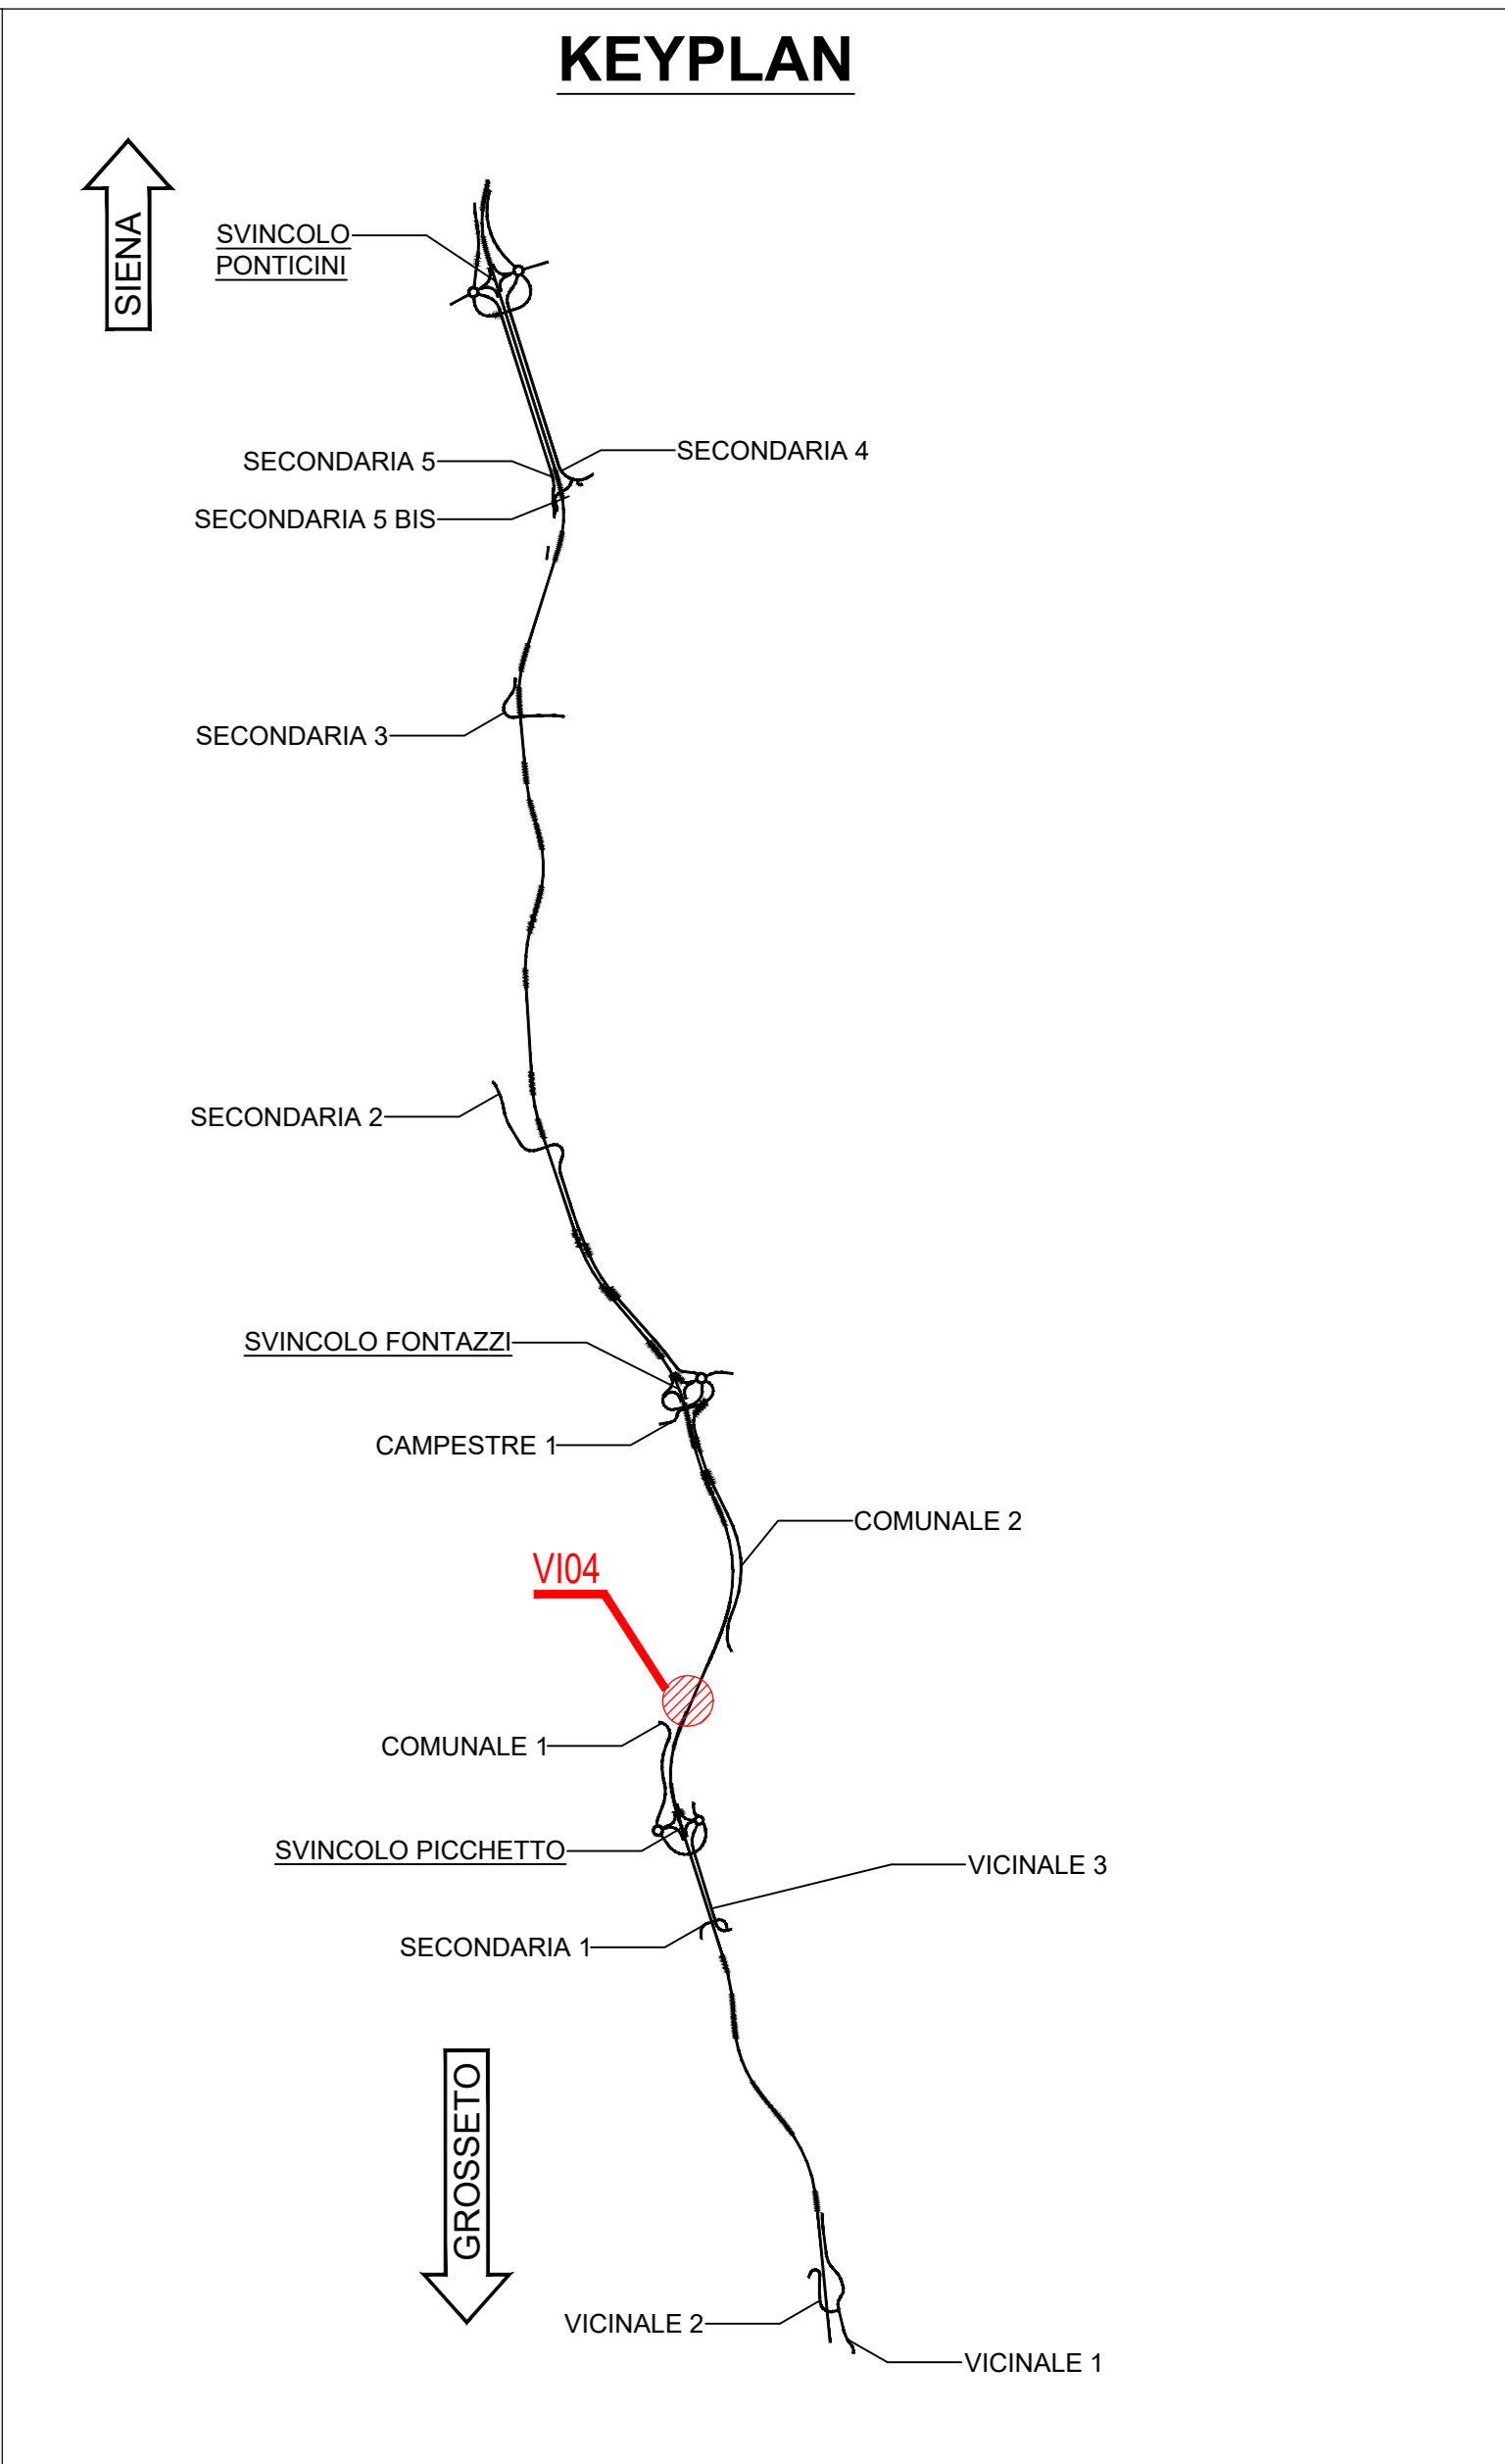 KEYPLAN
SIENA
SVINCOLO
PONTICINI
SECONDARIA 4
SECONDARIA 5
SECONDARIA 5 BIS
SECONDARIA 3
SECONDARIA 2
SVINCOLO FONTAZZI
CAMPESTRE 1
COMUNALE 2
VI04
COMUNALE 1
SVINCOLO PICCHETTO
VICINALE 3
SECONDARIA 1
GROSSETO
VICINALE 2
VICINALE 1